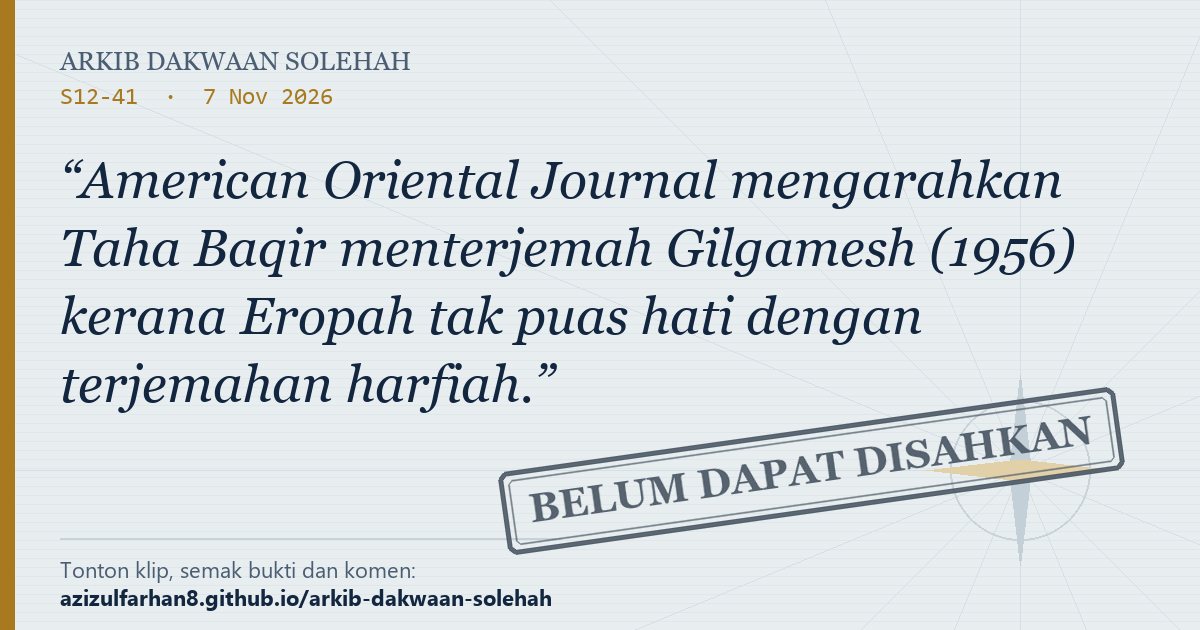 ARKIB DAKWAAN SOLEHAH
S12-41 · 7 Nov 2026
“American Oriental Journal mengarahkan
Taha Baqir menterjemah Gilgamesh (1956)
kerana Eropah tak puas hati dengan
terjemahan harfiah.”
BELUM DAPAT DISAHKAN
Tonton klip, semak bukti dan komen:
azizulfarhan8.github.io/arkib-dakwaan-solehah